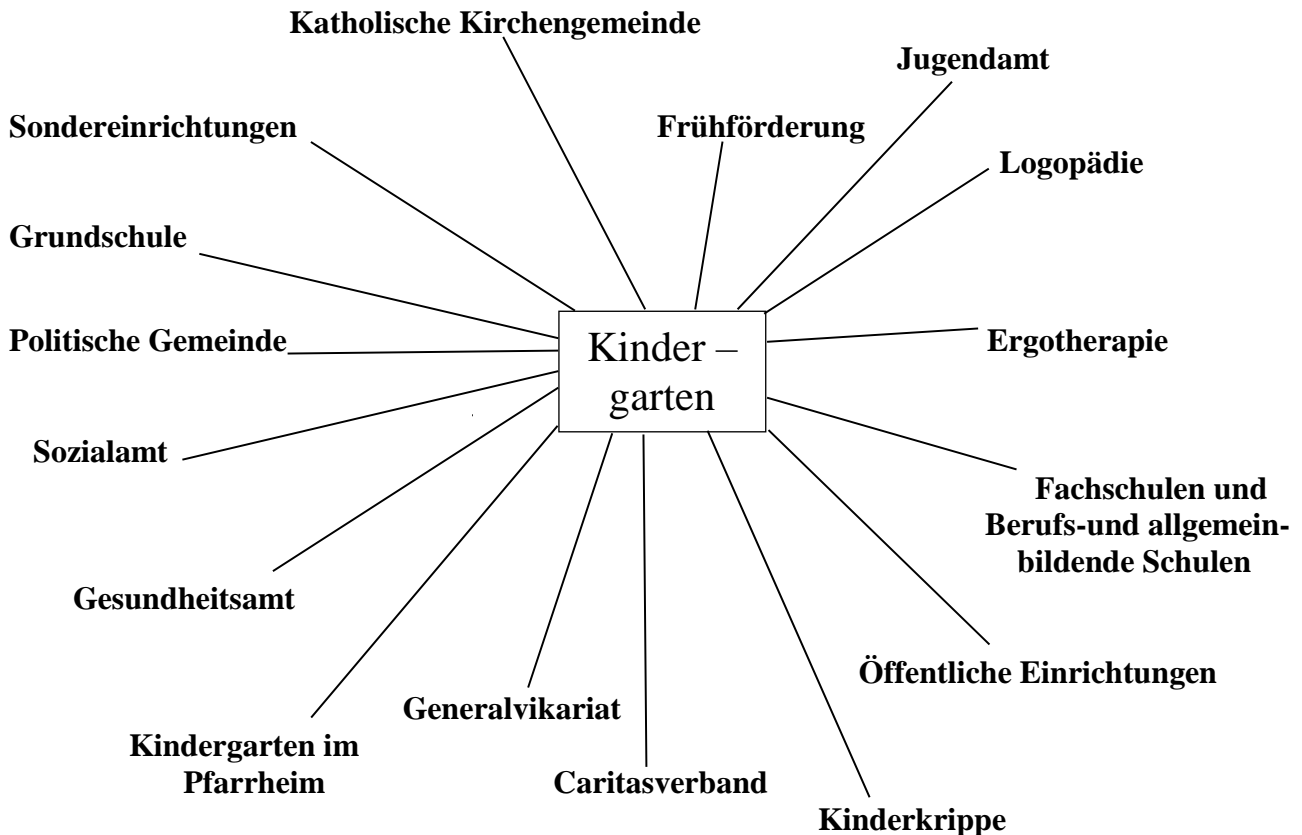 Katholische Kirchengemeinde
Jugendamt
Sondereinrichtungen
Frühförderung
Logopädie
Grundschule
Politische Gemeinde
Kinder –
garten
Ergotherapie
Sozialamt
Fachschulen und
Berufs-und allgemein-
bildende Schulen
Gesundheitsamt
Öffentliche Einrichtungen
Generalvikariat
Kindergarten im
Pfarrheim
Caritasverband
Kinderkrippe